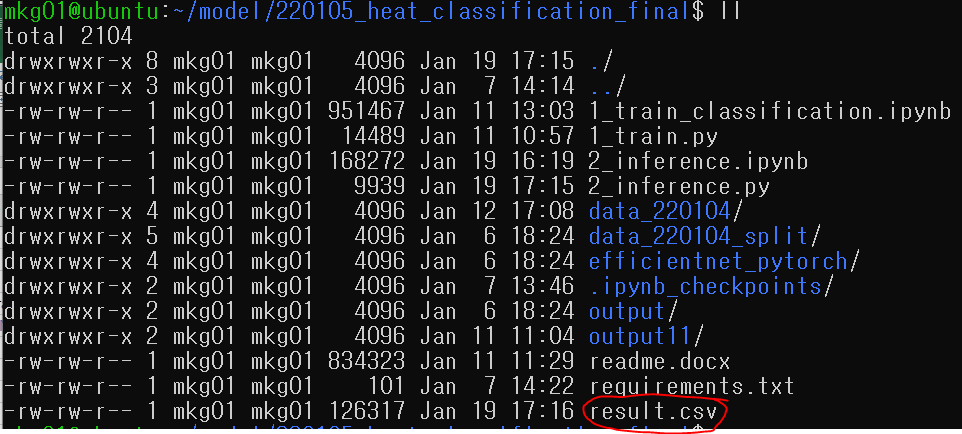 mkg01@ubuntu:~/model/220105_heat_classification_final$ ll
total 2104
drwxrwxr-x 8 mkg01 mkg01   4096 Jan 19 17:15 ./
drwxrwxr-x 3 mkg01 mkg01   4096 Jan  7 14:14 ../
-rw-rw-r-- 1 mkg01 mkg01 951467 Jan 11 13:03 1_train_classification.ipynb
-rw-rw-r-- 1 mkg01 mkg01  14489 Jan 11 10:57 1_train.py
-rw-rw-r-- 1 mkg01 mkg01 168272 Jan 19 16:19 2_inference.ipynb
-rw-rw-r-- 1 mkg01 mkg01   9939 Jan 19 17:15 2_inference.py
drwxrwxr-x 4 mkg01 mkg01   4096 Jan 12 17:08 data_220104/
drwxrwxr-x 5 mkg01 mkg01   4096 Jan  6 18:24 data_220104_split/
drwxrwxr-x 4 mkg01 mkg01   4096 Jan  6 18:24 efficientnet_pytorch/
drwxrwxr-x 2 mkg01 mkg01   4096 Jan  7 13:46 .ipynb_checkpoints/
drwxrwxr-x 2 mkg01 mkg01   4096 Jan  6 18:24 output/
drwxrwxr-x 2 mkg01 mkg01   4096 Jan 11 11:04 output11/
-rw-rw-r-- 1 mkg01 mkg01 834323 Jan 11 11:29 readme.docx
-rw-rw-r-- 1 mkg01 mkg01    101 Jan  7 14:22 requirements.txt
-rw-rw-r-- 1 mkg01 mkg01 126317 Jan 19 17:16 result.csv